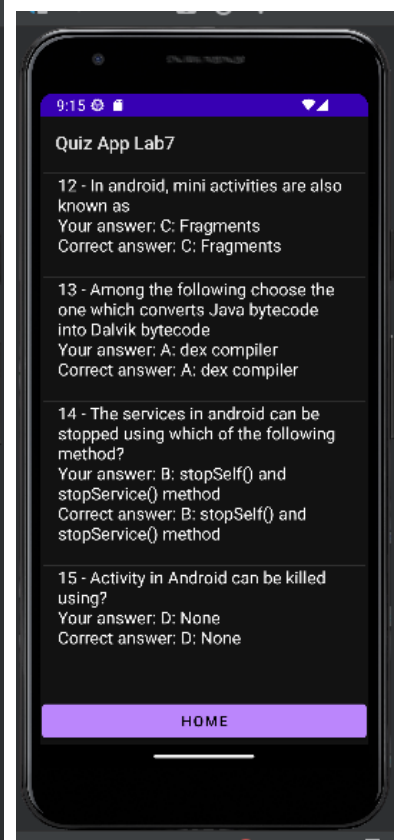 9:15
Quiz App Lab7
12 - In android, mini activities are also
known as
Your answer: C: Fragments
Correct answer: C: Fragments
13 - Among the following choose the
one which converts Java bytecode
into Dalvik bytecode
Your answer: A: dex compiler
Correct answer: A: dex compiler
14 - The services in android can be
stopped using which of the following
method?
Your answer: B: stopSelf() and
stopService() method
Correct answer: B: stopSelf() and
stopService() method
15 - Activity in Android can be killed
using?
Your answer: D: None
Correct answer: D: None
HOME